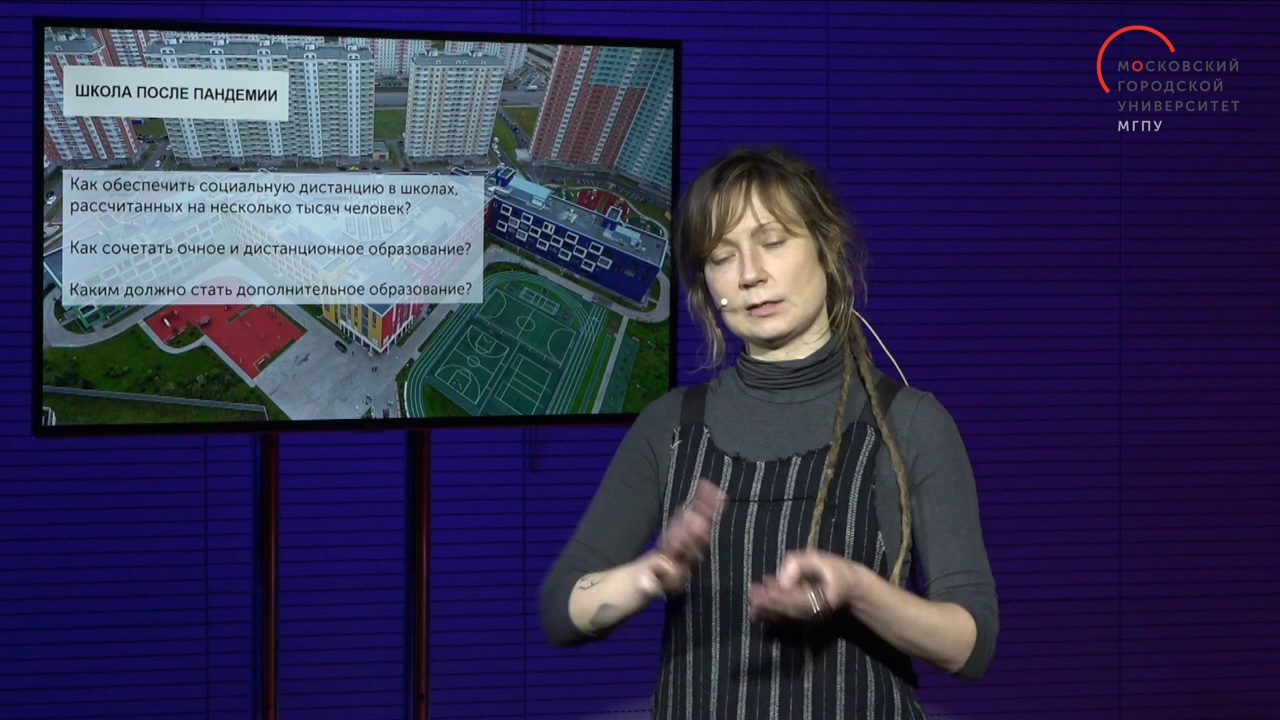 ШКОЛА ПОСЛЕ ПАНДЕМИИ
Как обеспечить социальную дистанцию в школах,
рассчитанных на несколько тысяч человек?
Как сочетать очное и дистанционное образование?
Каким должно стать дополнительное образование?
МОСКОВСКИЙ
ГОРОДСКОЙ
УНИВЕРСИТЕТ
МГПУ